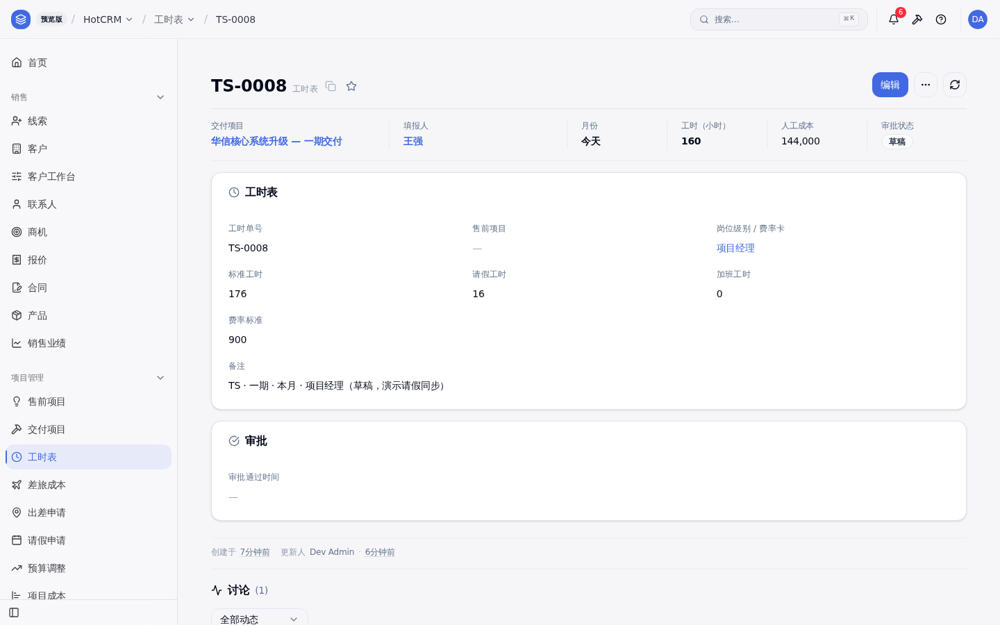 预览版 / HotCRM / 工时表 / TS-0008
搜索... ⌘K
6
DA
首页
销售
线索
客户
客户工作台
联系人
商机
报价
合同
产品
销售业绩
项目管理
售前项目
交付项目
工时表
差旅成本
出差申请
请假申请
预算调整
项目成本
TS-0008 工时表
编辑
交付项目 填报人 月份 工时（小时） 人工成本 审批状态
华信核心系统升级 — 一期交付 王强 今天 160 144,000 草稿
工时表
工时单号 售前项目 岗位级别 / 费率卡
TS-0008 — 项目经理
标准工时 请假工时 加班工时
176 16 0
费率标准
900
备注
TS · 一期 · 本月 · 项目经理（草稿，演示请假同步）
审批
审批通过时间
—
创建于 7分钟前 更新人 Dev Admin · 6分钟前
讨论 (1)
全部动态